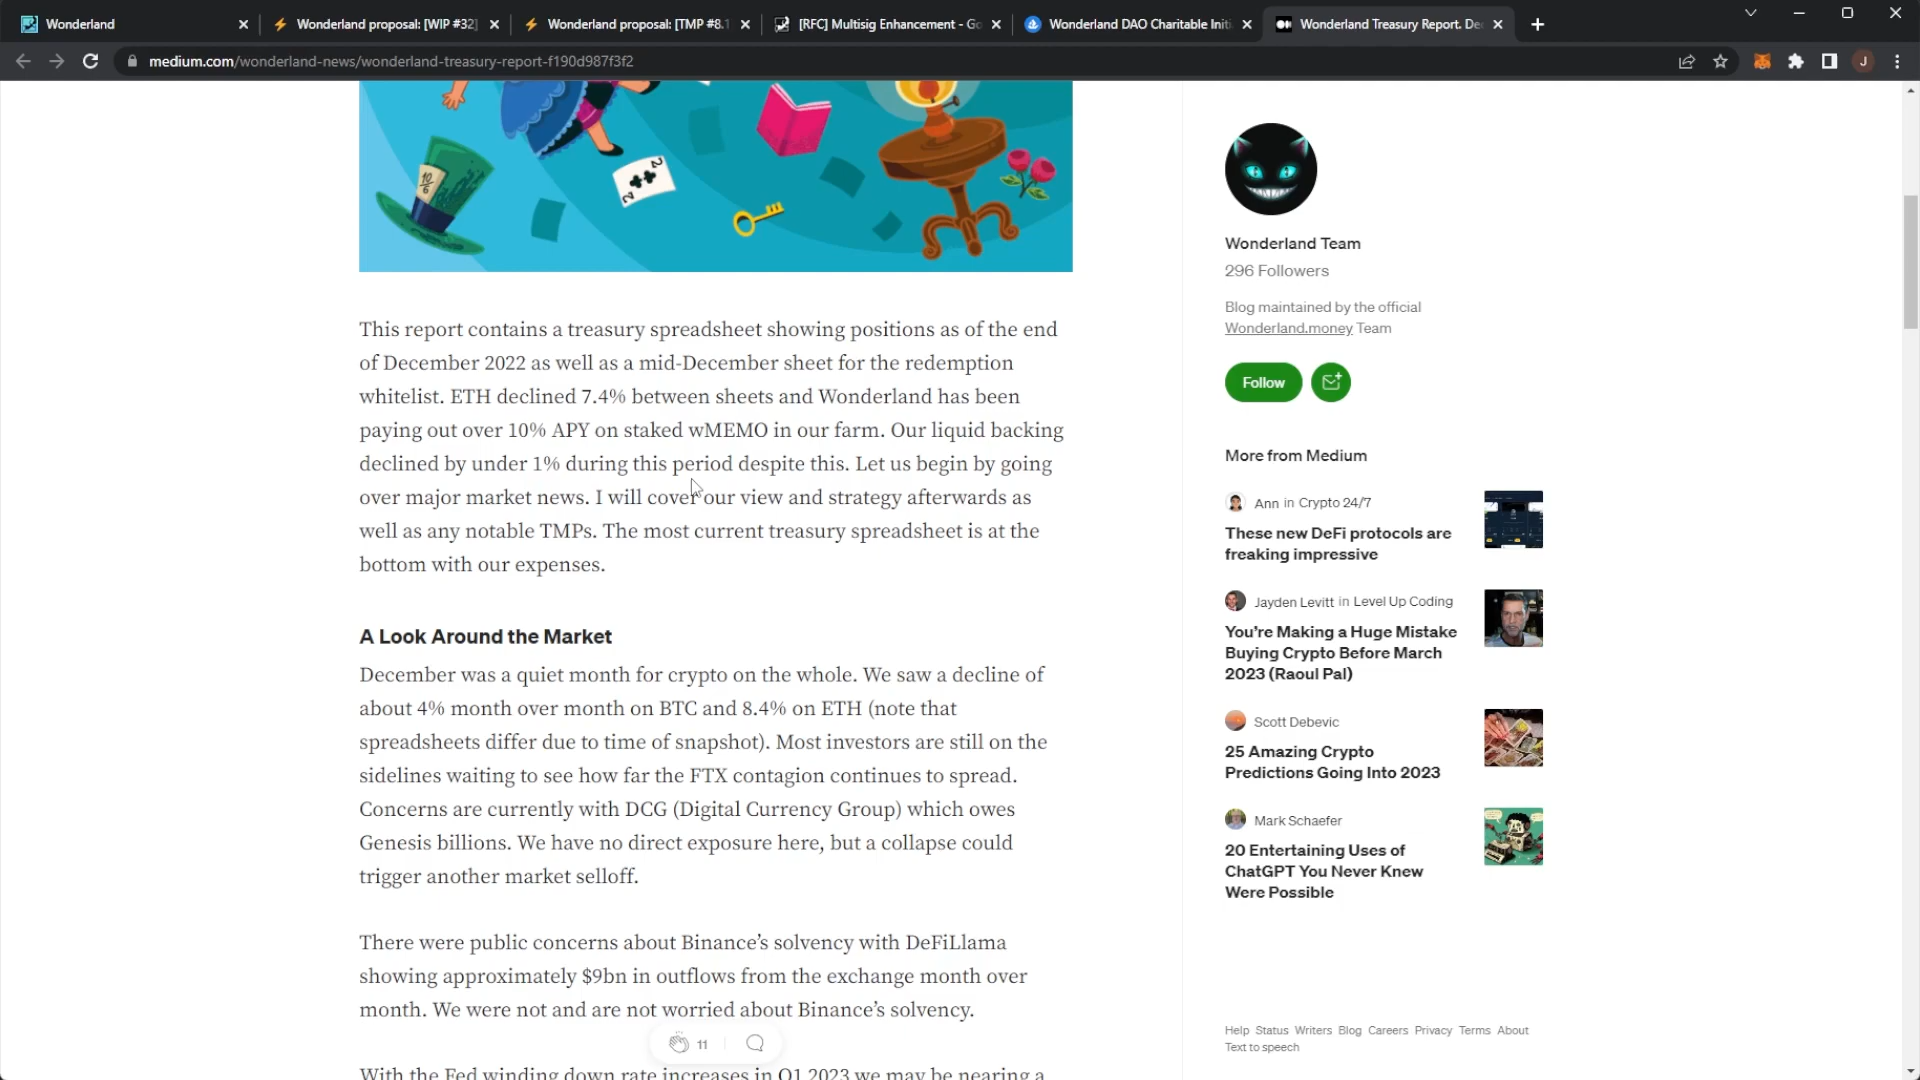 Wonderland
Wonderland proposal: [WIP #32]
Wonderland proposal: [TMP #8.1
[RFC] Multisig Enhancement - Go
Wonderland DAO Charitable Initi
Wonderland Treasury Report. De
medium.com/wonderland-news/wonderland-treasury-report-f190d987f3f2
J
10/6
2
2
This report contains a treasury spreadsheet showing positions as of the end
of December 2022 as well as a mid-December sheet for the redemption
whitelist. ETH declined 7.4% between sheets and Wonderland has been
paying out over 10% APY on staked wMEMO in our farm. Our liquid backing
declined by under 1% during this period despite this. Let us begin by going
over major market news. I will cover our view and strategy afterwards as
well as any notable TMPs. The most current treasury spreadsheet is at the
bottom with our expenses.
A Look Around the Market
December was a quiet month for crypto on the whole. We saw a decline of
about 4% month over month on BTC and 8.4% on ETH (note that
spreadsheets differ due to time of snapshot). Most investors are still on the
sidelines waiting to see how far the FTX contagion continues to spread.
Concerns are currently with DCG (Digital Currency Group) which owes
Genesis billions. We have no direct exposure here, but a collapse could
trigger another market selloff.
There were public concerns about Binance’s solvency with DeFiLlama
showing approximately $9bn in outflows from the exchange month over
month. We were not and are not worried about Binance’s solvency.
11
With the Fed winding down rate increases in Q1 2023 we may be nearing a
Wonderland Team
296 Followers
Blog maintained by the official
Wonderland.money Team
Follow
More from Medium
Ann in Crypto 24/7
These new DeFi protocols are
freaking impressive
Jayden Levitt in Level Up Coding
You’re Making a Huge Mistake
Buying Crypto Before March
2023 (Raoul Pal)
Scott Debevic
25 Amazing Crypto
Predictions Going Into 2023
Mark Schaefer
20 Entertaining Uses of
ChatGPT You Never Knew
Were Possible
Help Status Writers Blog Careers Privacy Terms About
Text to speech